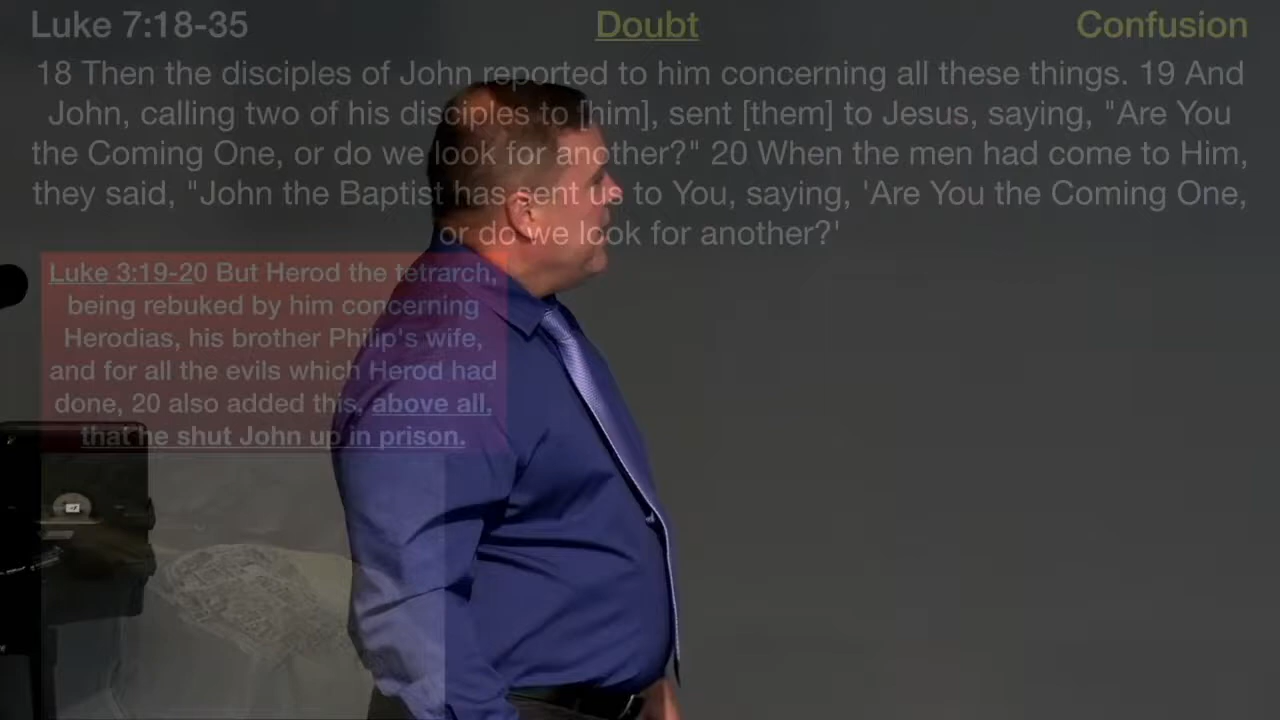 Luke 7:18-35 Doubt Confusion
18 Then the disciples of John reported to him concerning all these things. 19 And
John, calling two of his disciples to [him], sent [them] to Jesus, saying, "Are You
the Coming One, or do we look for another?" 20 When the men had come to Him,
they said, "John the Baptist has sent us to You, saying, 'Are You the Coming One,
or do we look for another?'
Luke 3:19-20 But Herod the tetrarch,
being rebuked by him concerning
Herodias, his brother Philip's wife,
and for all the evils which Herod had
done, 20 also added this, above all,
that he shut John up in prison.